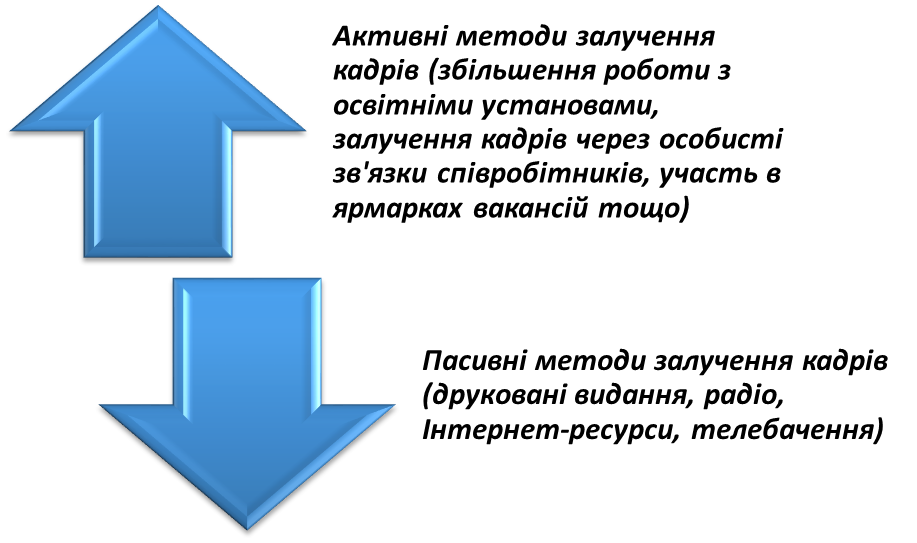 Активні методи залучення
кадрів (збільшення роботи з
освітніми установами,
залучення кадрів через особисті
зв'язки співробітників, участь в
ярмарках вакансій тощо)
Пасивні методи залучення кадрів
(друковані видання, радіо,
Інтернет-ресурси, телебачення)